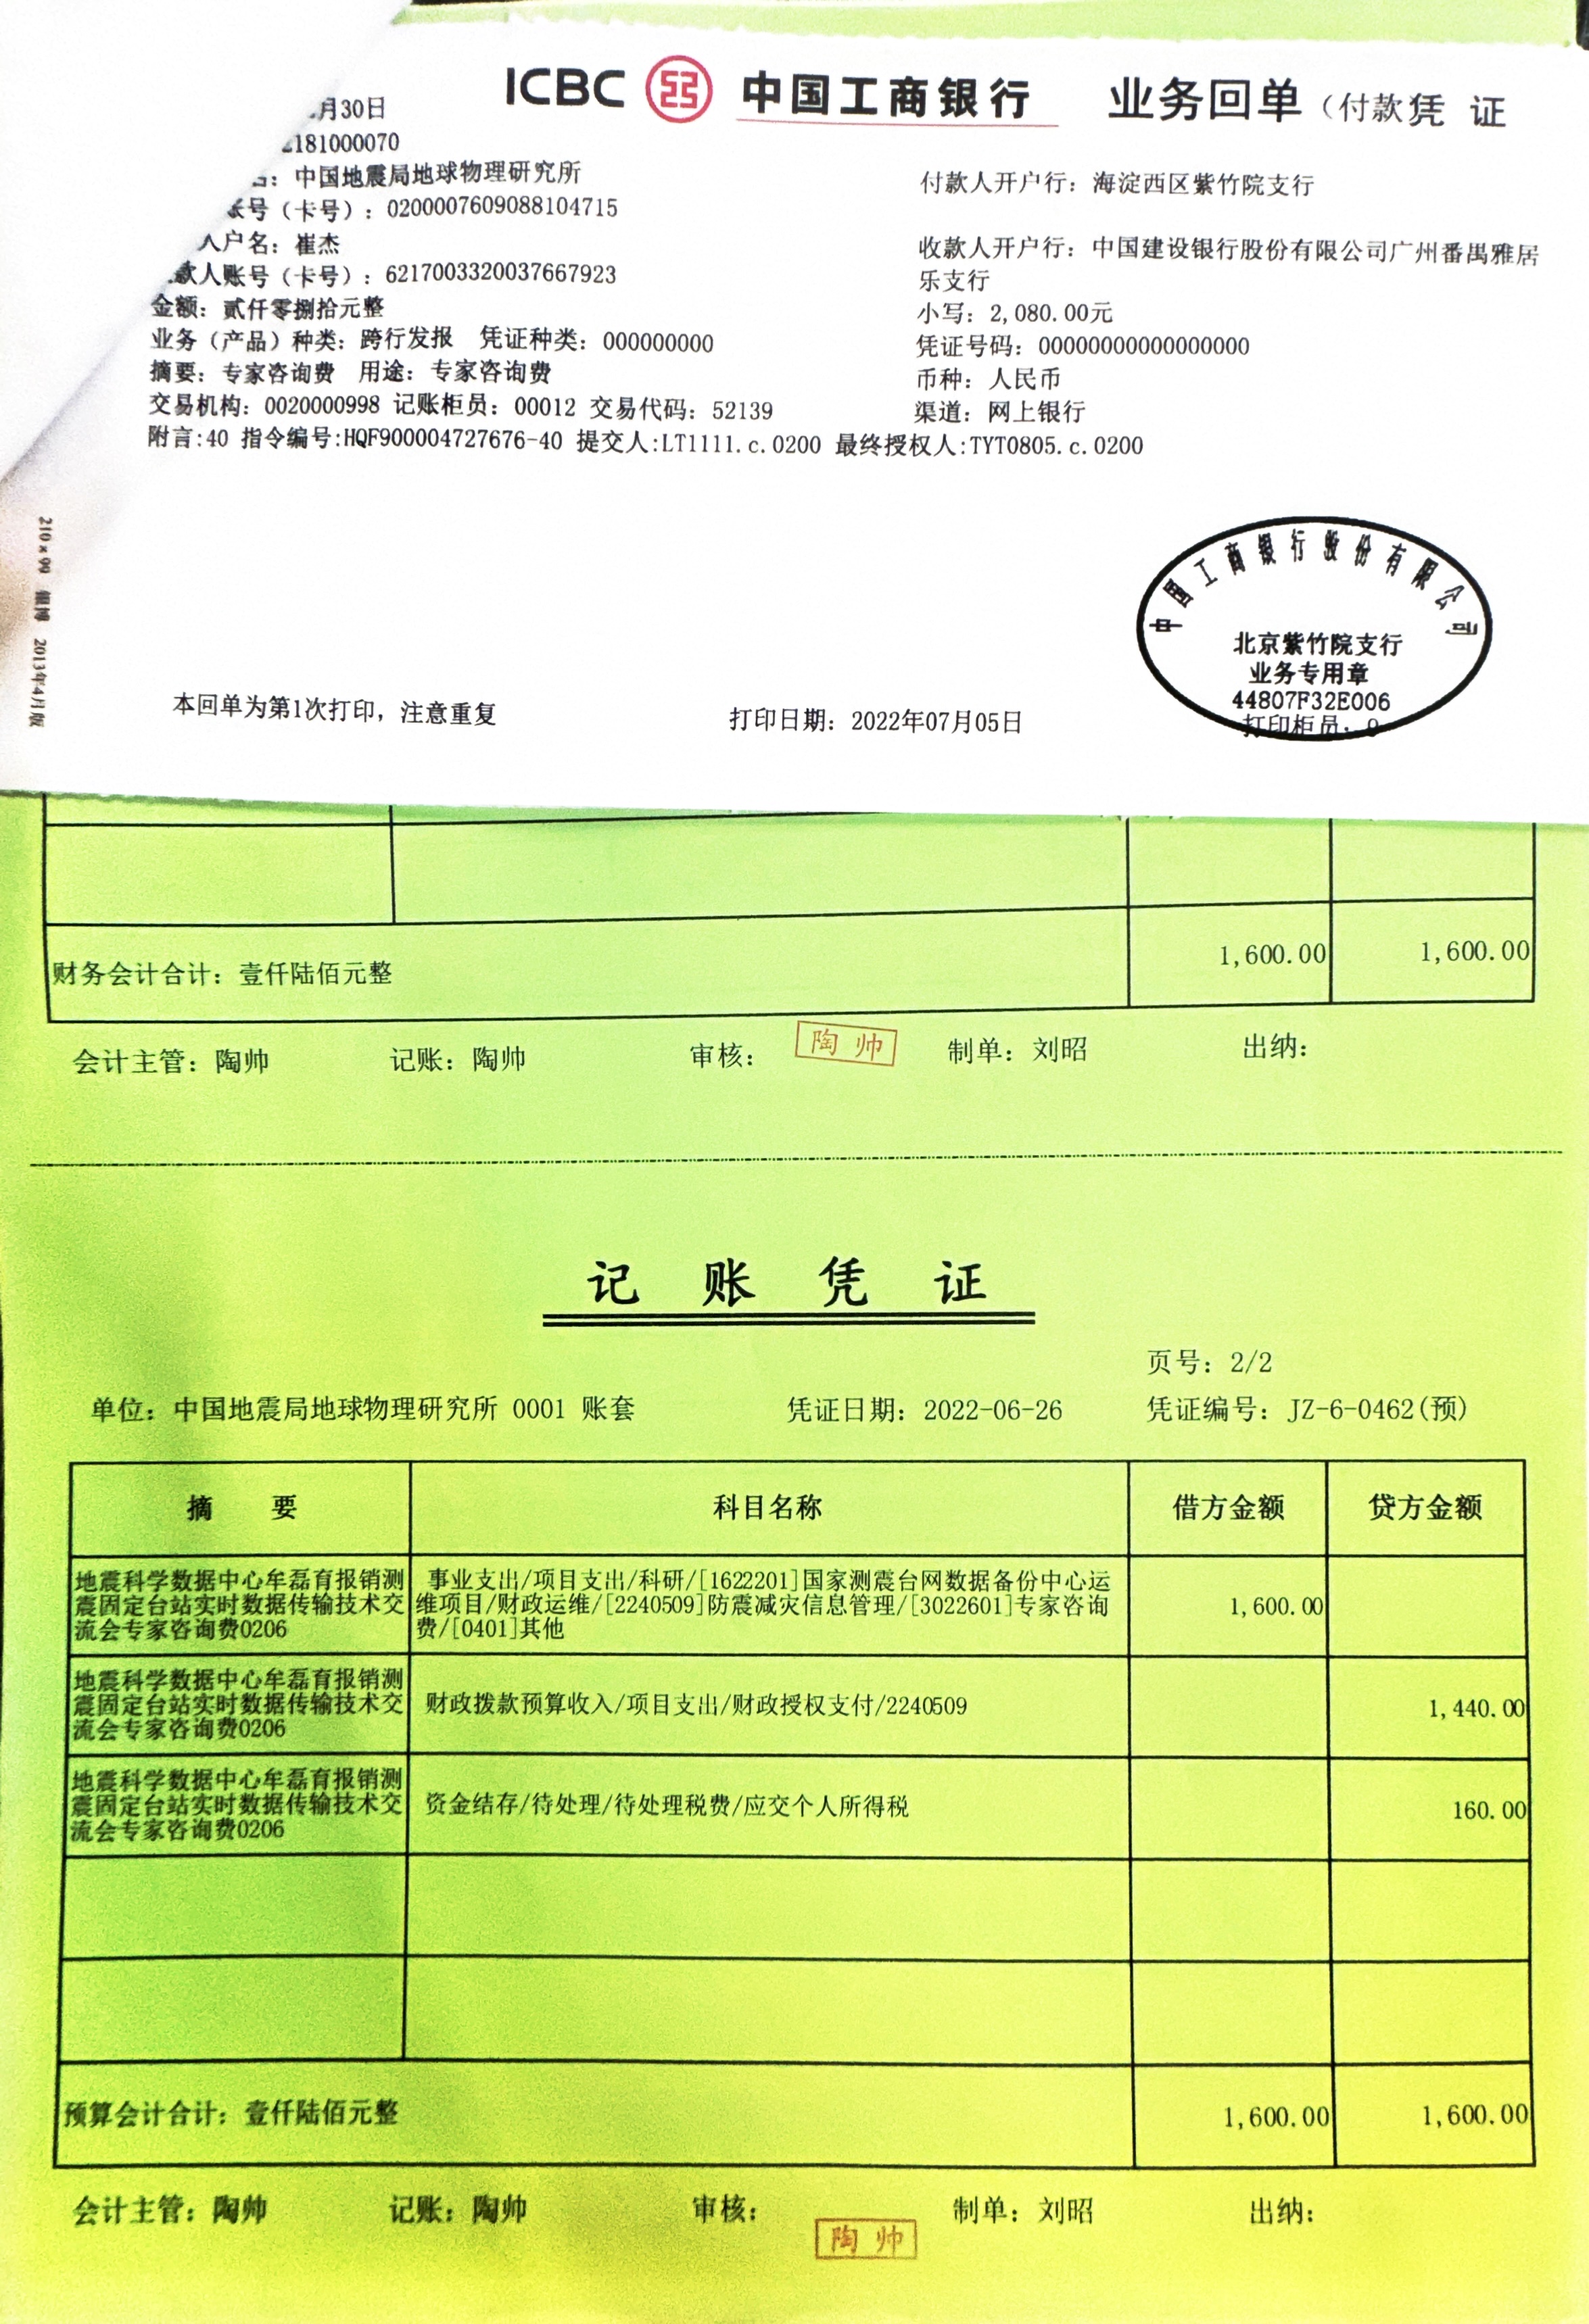 ICBC 中国工商银行 业务回单（付款凭 证
月30日
2181000070
名：中国地震局地球物理研究所
账号（卡号）：0200007609088104715 付款人开户行：海淀西区紫竹院支行
人户名：崔杰
款人账号（卡号）：6217003320037667923 收款人开户行：中国建设银行股份有限公司广州番禺雅居
乐支行
金额：贰仟零捌拾元整 小写：2,080.00元
业务（产品）种类：跨行发报 凭证种类：000000000 凭证号码：00000000000000000
摘要：专家咨询费 用途：专家咨询费 币种：人民币
交易机构：0020000998 记账柜员：00012 交易代码：52139 渠道：网上银行
附言:40 指令编号:HQF900004727676-40 提交人:LT1111.c.0200 最终授权人:TYT0805.c.0200
210×99 2013年4月版
中国工商银行股份有限公司
北京紫竹院支行
业务专用章
44807F32E006
打印柜员：9
本回单为第1次打印，注意重复 打印日期：2022年07月05日
财务会计合计：壹仟陆佰元整 1,600.00 1,600.00
会计主管：陶帅 记账：陶帅 审核： 陶帅 制单：刘昭 出纳：
记账凭证
页号：2/2
单位：中国地震局地球物理研究所 0001 账套 凭证日期：2022-06-26 凭证编号：JZ-6-0462(预)
摘 要 科目名称 借方金额 贷方金额
地震科学数据中心牟磊育报销测 事业支出/项目支出/科研/[1622201]国家测震台网数据备份中心运
震固定台站实时数据传输技术交 维项目/财政运维/[2240509]防震减灾信息管理/[3022601]专家咨询 1,600.00
流会专家咨询费0206 费/[0401]其他
地震科学数据中心牟磊育报销测
震固定台站实时数据传输技术交 财政拨款预算收入/项目支出/财政授权支付/2240509 1,440.00
流会专家咨询费0206
地震科学数据中心牟磊育报销测
震固定台站实时数据传输技术交 资金结存/待处理/待处理税费/应交个人所得税 160.00
流会专家咨询费0206
预算会计合计：壹仟陆佰元整 1,600.00 1,600.00
会计主管：陶帅 记账：陶帅 审核： 制单：刘昭 出纳：
陶帅